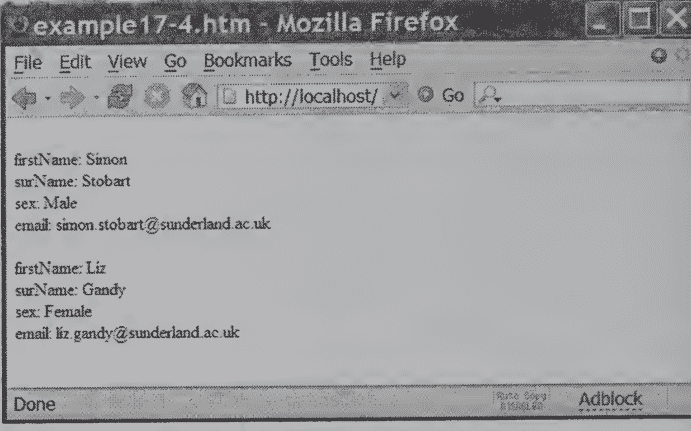 example17-4.htm - Mozilla Firefox
File Edit View Go Bookmarks Tools Help
http://localhost/ Go
firstName: Simon
surName: Stobart
sex: Male
email: simon.stobart@sunderland.ac.uk
firstName: Liz
surName: Gandy
sex: Female
email: liz.gandy@sunderland.ac.uk
Done Adblock